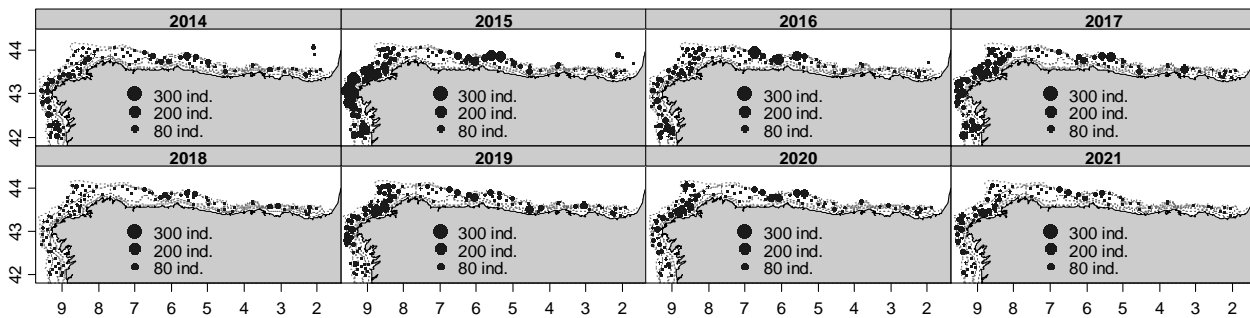 2014 2015 2016 2017
44
43
42
300 ind. 300 ind. 300 ind. 300 ind.
200 ind. 200 ind. 200 ind. 200 ind.
80 ind. 80 ind. 80 ind. 80 ind.
2018 2019 2020 2021
44
43
42
300 ind. 300 ind. 300 ind. 300 ind.
200 ind. 200 ind. 200 ind. 200 ind.
80 ind. 80 ind. 80 ind. 80 ind.
9 8 7 6 5 4 3 2 9 8 7 6 5 4 3 2 9 8 7 6 5 4 3 2 9 8 7 6 5 4 3 2